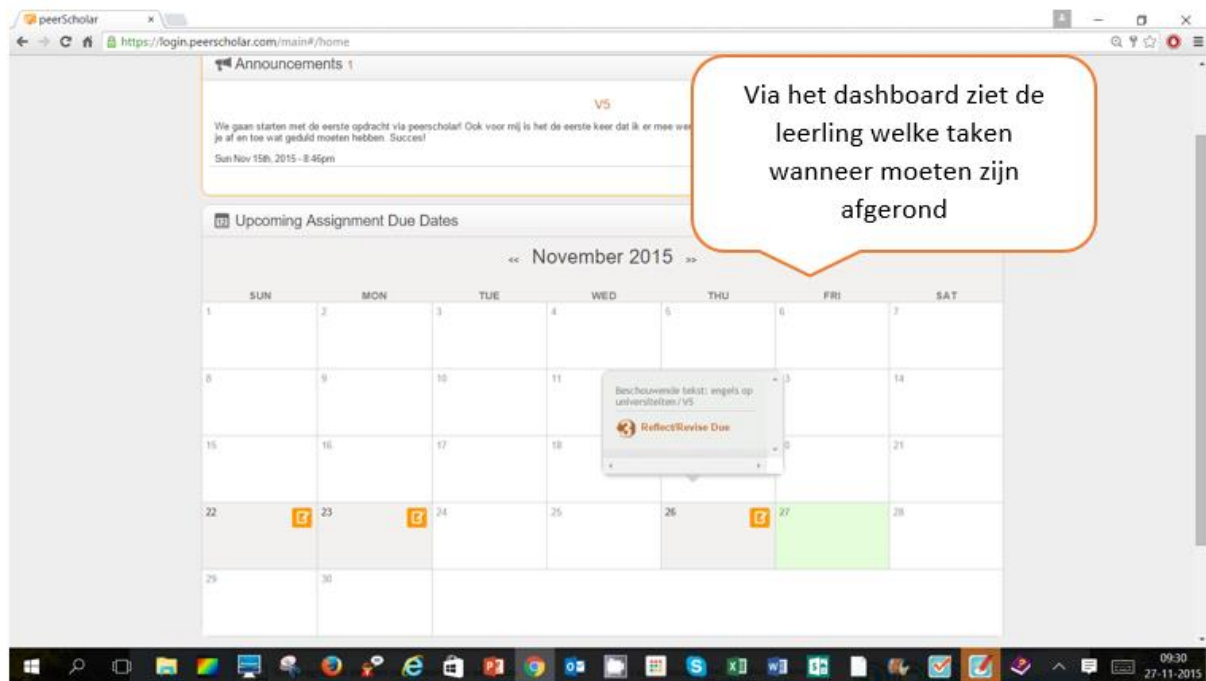 peerScholar
https://login.peerscholar.com/main#/home
Announcements 1
V5
We gaan starten met de eerste opdracht via peerscholar! Ook voor mij is het de eerste keer dat ik er mee
je af en toe wat geduld moeten hebben. Succes!
Sun Nov 15th, 2015 - 8:46pm
Via het dashboard ziet de
leerling welke taken
wanneer moeten zijn
afgerond
Upcoming Assignment Due Dates
<< November 2015 >>
SUN MON TUE WED THU FRI SAT
1 2 3 4 5 6 7
8 9 10 11 14
Beschouwende tekst: engels op
universiteiten / V5
3 Reflect/Revise Due
15 16 17 18 21
22 23 24 25 26 27 28
29 30
09:30
27-11-2015